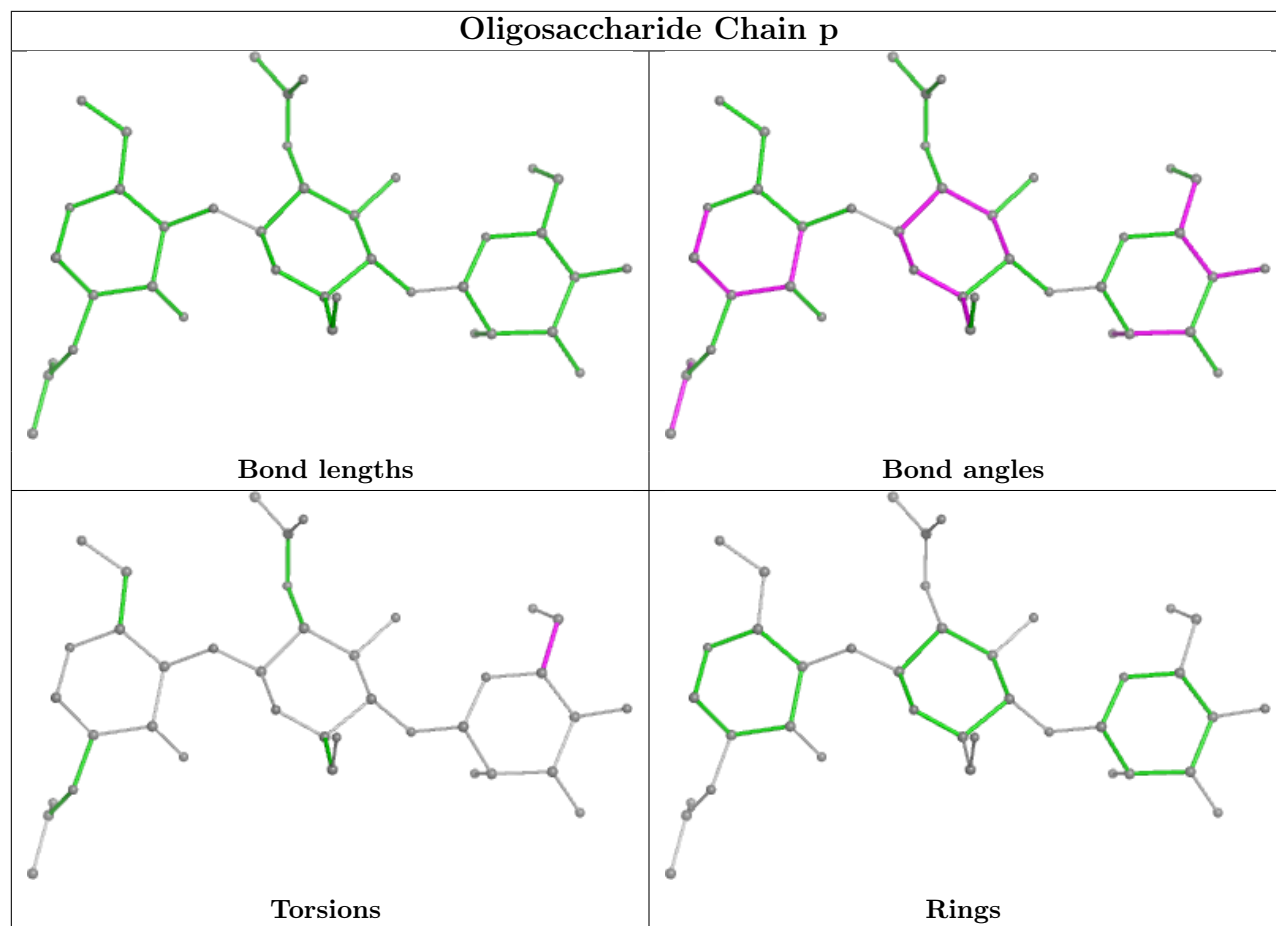 Oligosaccharide Chain p
Bond lengths
Bond angles
Torsions
Rings